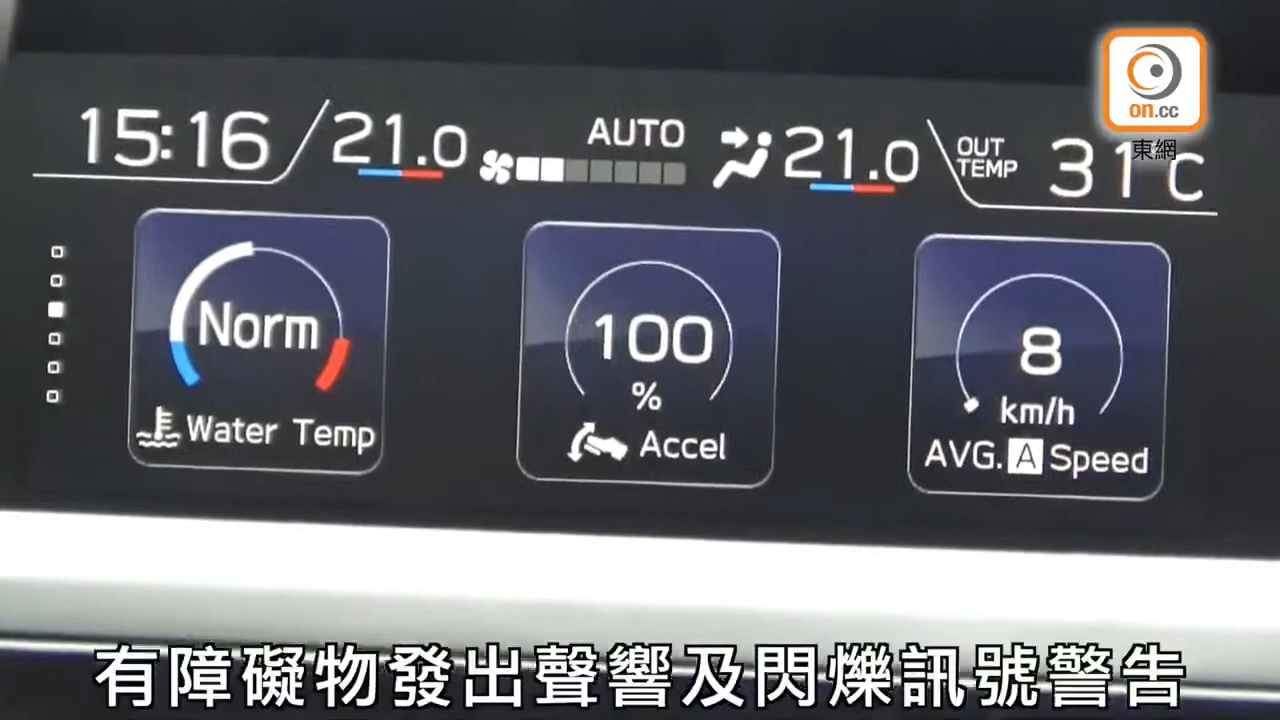 on.cc
東網
15:16
21.0
AUTO
21.0
OUT
TEMP
31°C
Norm
Water Temp
100
%
Accel
8
km/h
AVG. A Speed
有障礙物發出聲響及閃爍訊號警告